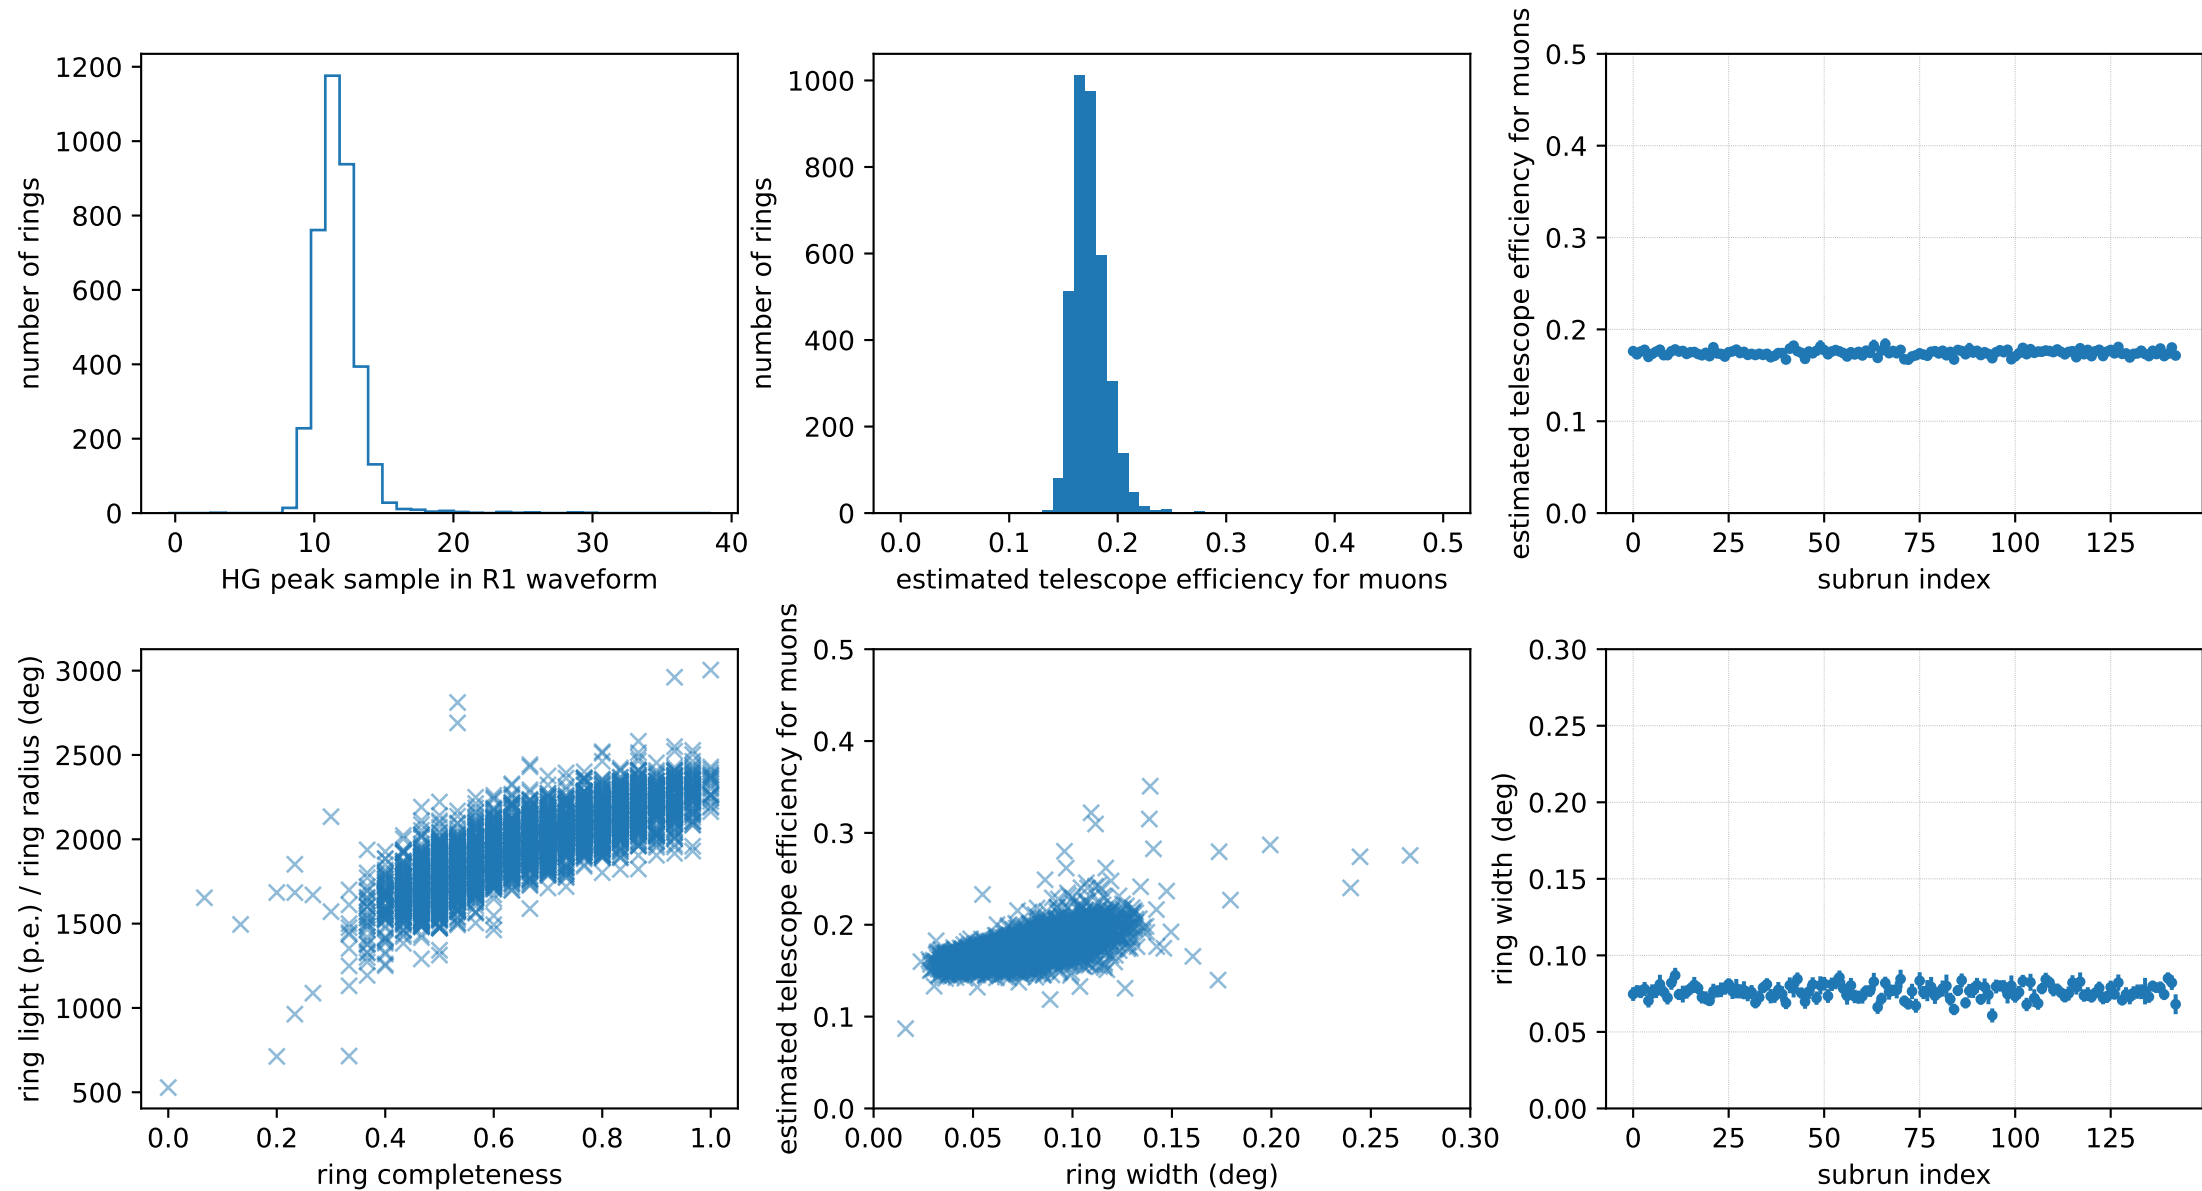 1200
1000
800
600
400
200
0
number of rings
0 10 20 30 40
HG peak sample in R1 waveform
1000
800
600
400
200
0
number of rings
0.0 0.1 0.2 0.3 0.4 0.5
estimated telescope efficiency for muons
0.5
0.4
0.3
0.2
0.1
0.0
estimated telescope efficiency for muons
0 25 50 75 100 125
subrun index
3000
2500
2000
1500
1000
500
ring light (p.e.) / ring radius (deg)
0.0 0.2 0.4 0.6 0.8 1.0
ring completeness
0.5
0.4
0.3
0.2
0.1
0.0
estimated telescope efficiency for muons
0.00 0.05 0.10 0.15 0.20 0.25 0.30
ring width (deg)
0.30
0.25
0.20
0.15
0.10
0.05
0.00
ring width (deg)
0 25 50 75 100 125
subrun index